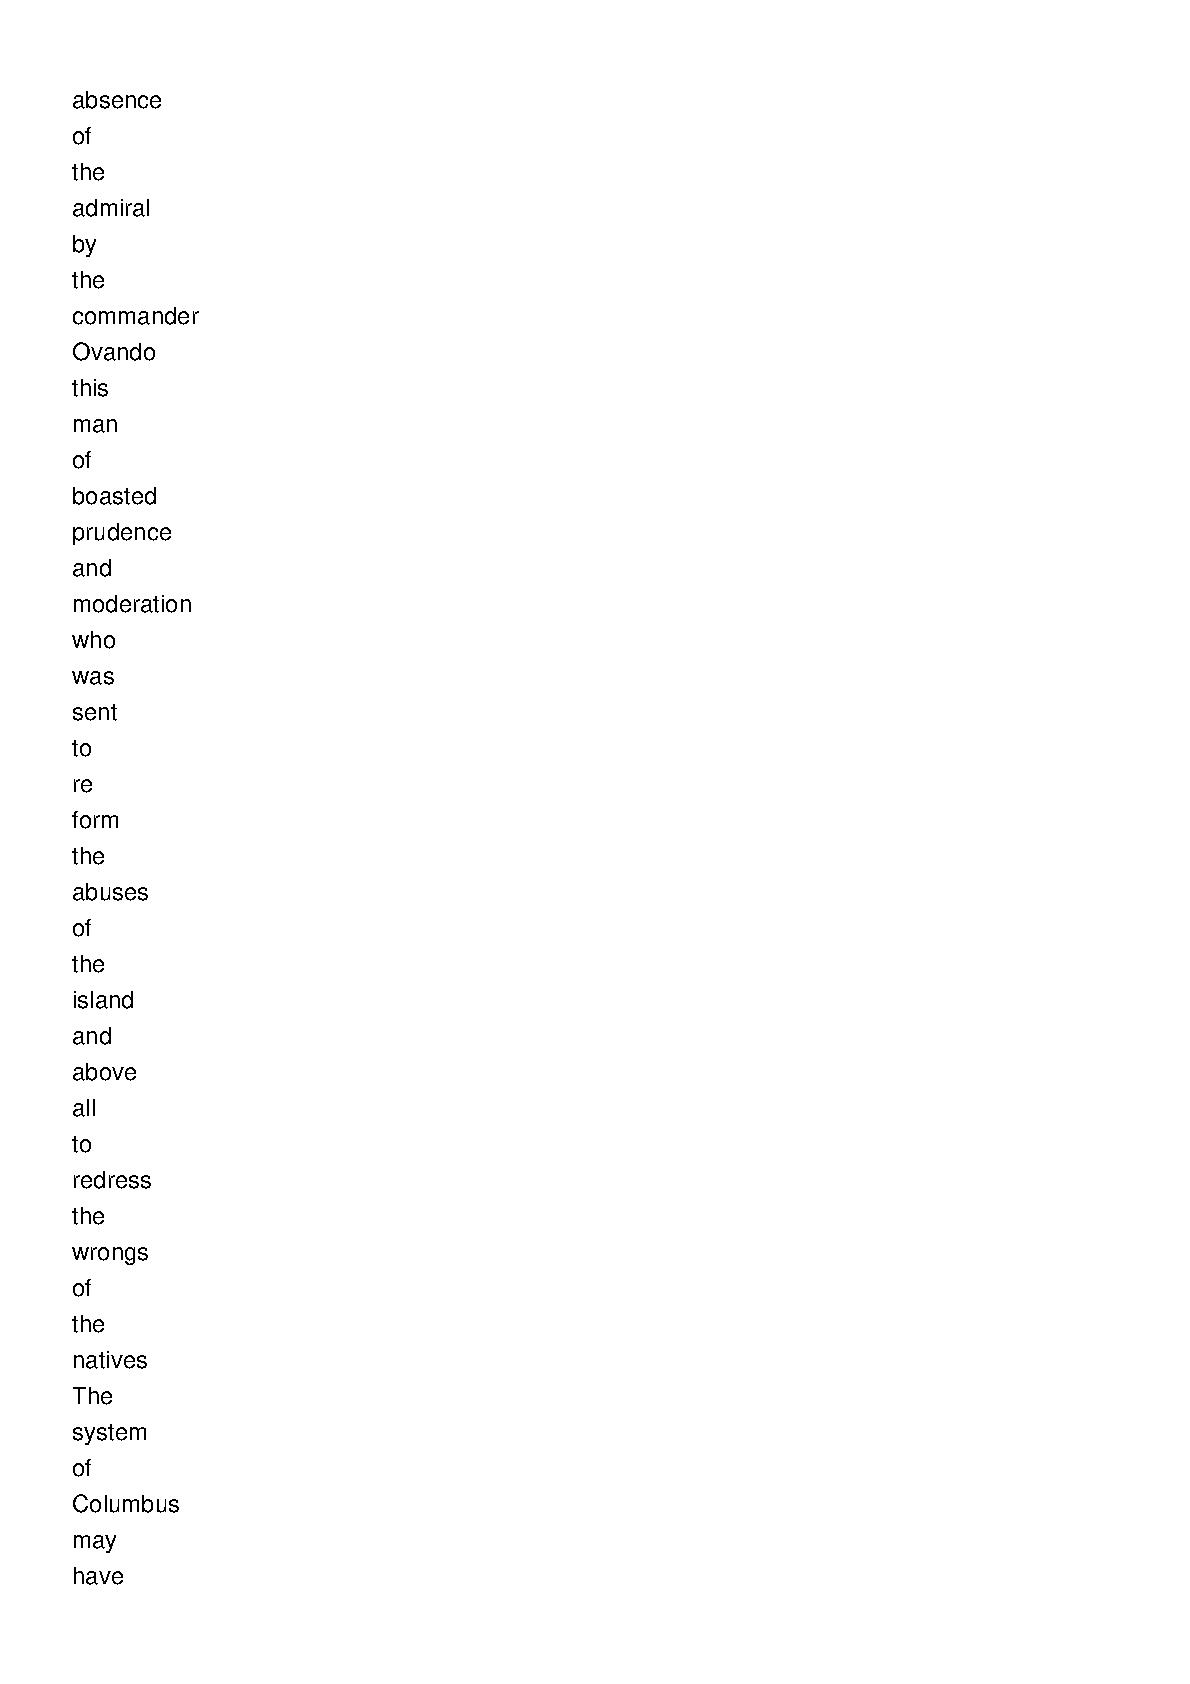 absence
of
the
admiral
by
the
commander
Ovando
this
man
of
boasted
prudence
and
moderation
who
was
sent
to
re
form
the
abuses
of
the
island
and
above
all
to
redress
the
wrongs
of
the
natives
The
system
of
Columbus
may
have